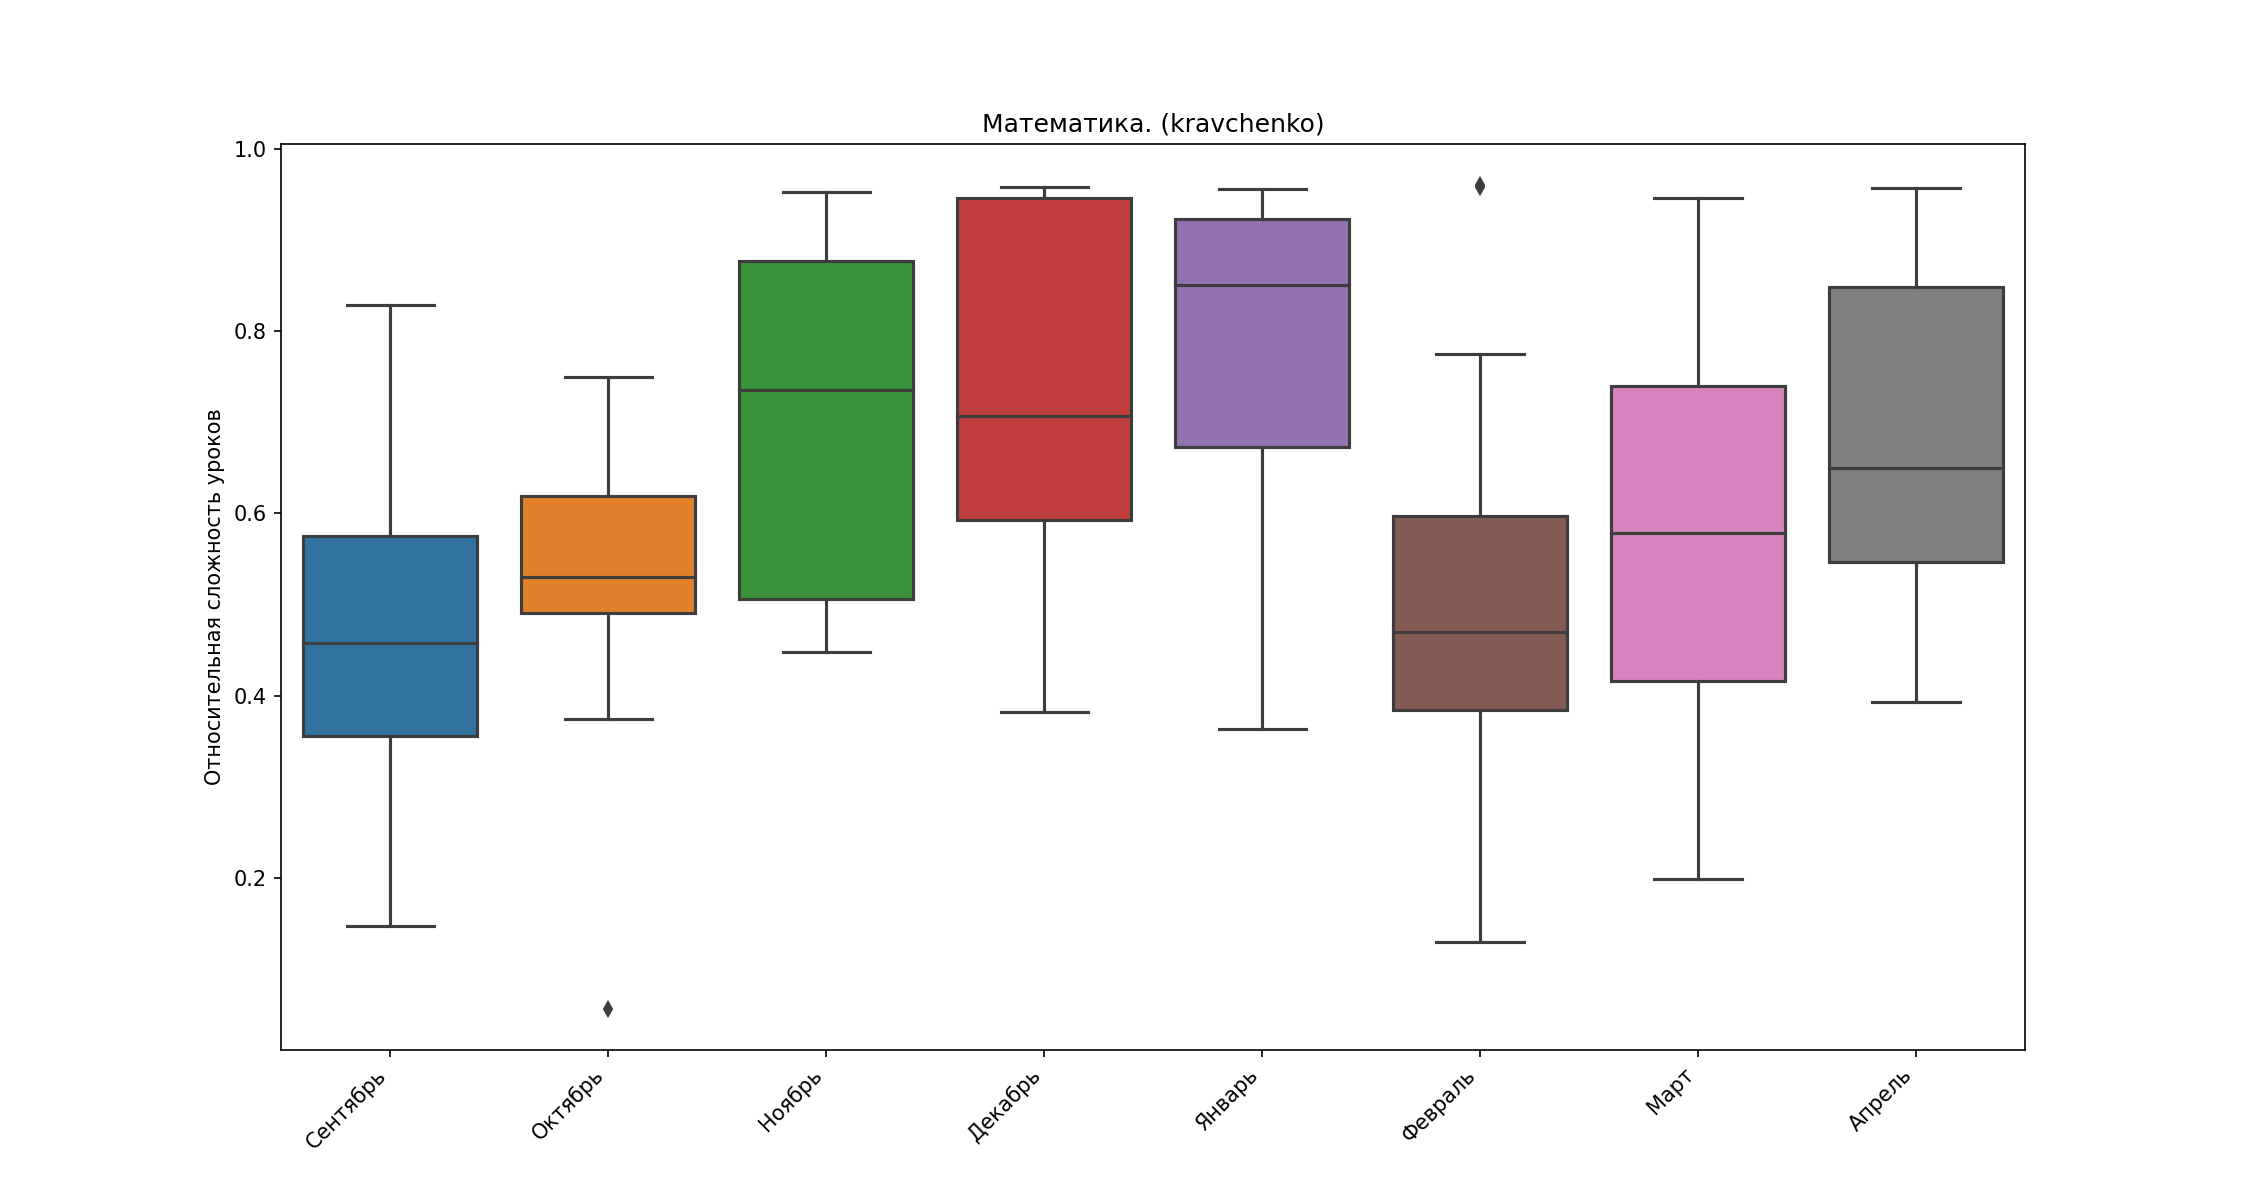 Математика. (kravchenko)
Относительная сложность уроков
1.0
0.8
0.6
0.4
0.2
Сентябрь
Октябрь
Ноябрь
Декабрь
Январь
Февраль
Март
Апрель